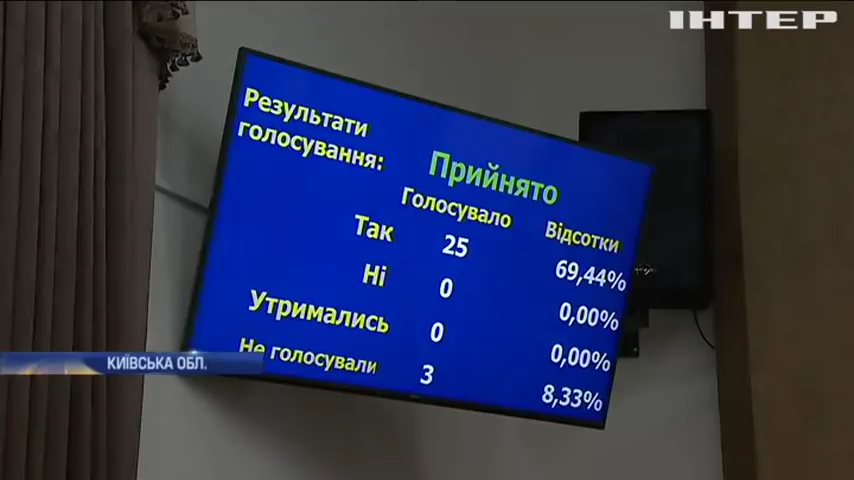 ІНТЕР
Результати
голосування:
Прийнято
Голосувало Відсотки
Так 25 69,44%
Ні 0 0,00%
Утримались 0 0,00%
Не голосували 3 8,33%
КИЇВСЬКА ОБЛ.